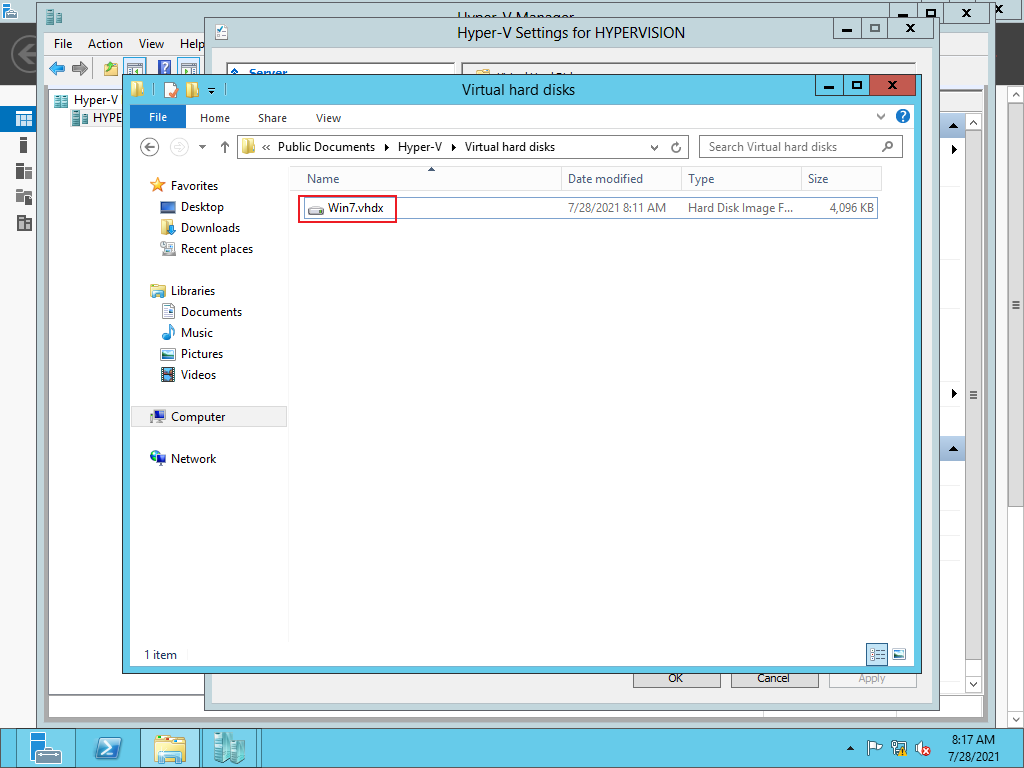 Hyper-V Manager
Hyper-V Settings for HYPERVISION
File Action View Help
Server
Hyper-V
HYPE
Virtual hard disks
File Home Share View
« Public Documents Hyper-V Virtual hard disks
Search Virtual hard disks
Name Date modified Type Size
Win7.vhdx 7/28/2021 8:11 AM Hard Disk Image F... 4,096 KB
Favorites
Desktop
Downloads
Recent places
Libraries
Documents
Music
Pictures
Videos
Computer
Network
1 item
OK Cancel Apply
8:17 AM
7/28/2021